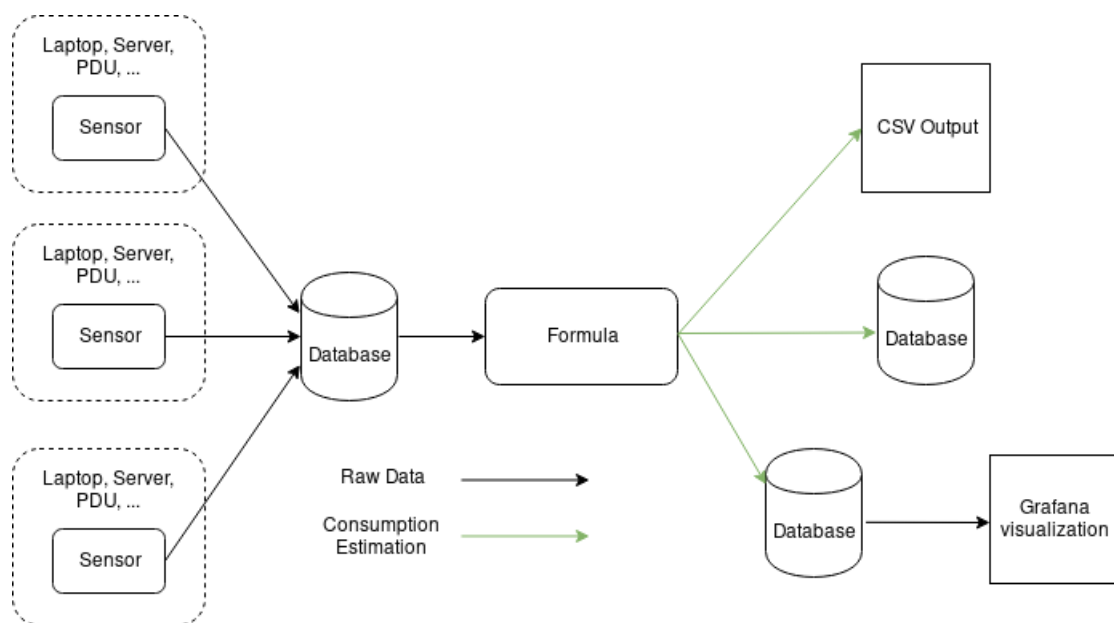 Laptop, Server,
PDU, ...
Sensor
Laptop, Server,
PDU, ...
Sensor
Laptop, Server,
PDU, ...
Sensor
Database
Formula
CSV Output
Database
Database
Grafana
visualization
Raw Data
Consumption
Estimation